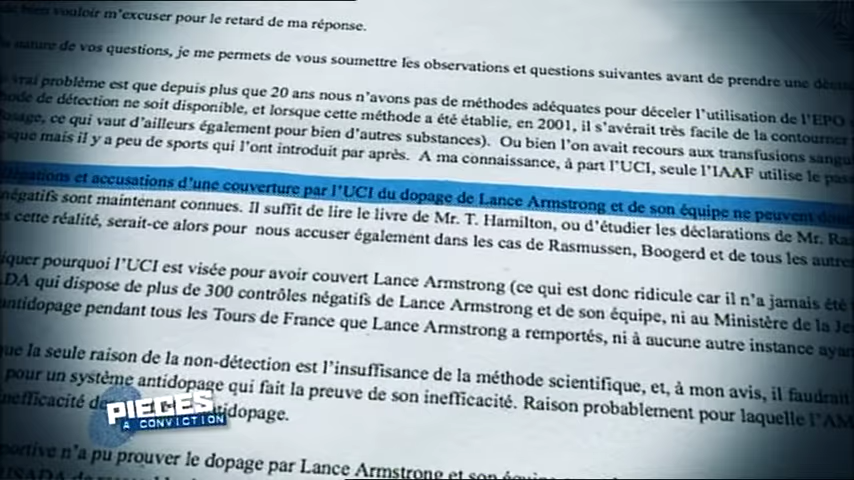 bien vouloir m'excuser pour le retard de ma réponse.
nature de vos questions, je me permets de vous soumettre les observations et questions suivantes avant de prendre une
vrai problème est que depuis plus que 20 ans nous n'avons pas de méthodes adéquates pour déceler l'utilisation de l'EPO
de détection ne soit disponible, et lorsque cette méthode a été établie, en 2001, il s'avérait très facile de la contourner
ce qui vaut d'ailleurs également pour bien d'autres substances). Ou bien l'on avait recours aux transfusions
mais il y a peu de sports qui l'ont introduit par après. A ma connaissance, à part l'UCI, seule l'IAAF utilise le
et accusations d'une couverture par l'UCI du dopage de Lance Armstrong et de son équipe ne peuvent
négatifs sont maintenant connues. Il suffit de lire le livre de Mr. T. Hamilton, ou d'étudier les déclarations de Mr.
cette réalité, serait-ce alors pour nous accuser également dans les cas de Rasmussen, Boogerd et de tous les autres
pourquoi l'UCI est visée pour avoir couvert Lance Armstrong (ce qui est donc ridicule car il n'a jamais été
qui dispose de plus de 300 contrôles négatifs de Lance Armstrong et de son équipe, ni au Ministère de la
antidopage pendant tous les Tours de France que Lance Armstrong a remportés, ni à aucune autre instance
que la seule raison de la non-détection est l'insuffisance de la méthode scientifique, et, à mon avis, il faudrait
pour un système antidopage qui fait la preuve de son inefficacité. Raison probablement pour laquelle
PIECES
A CONVICTION
n'a pu prouver le dopage par Lance Armstrong et son